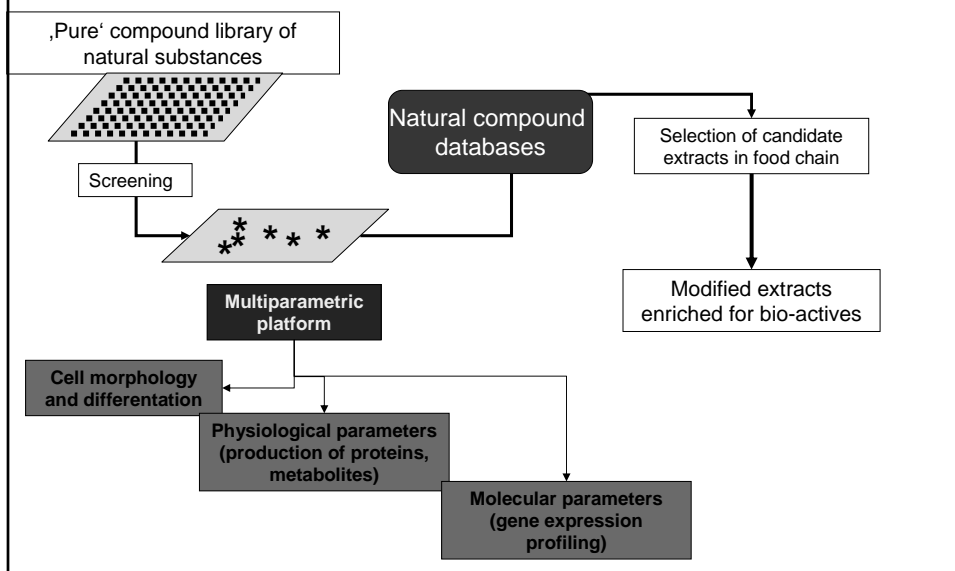 ‚Pure‘ compound library of
natural substances
Screening
* * * * * *
Natural compound
databases
Selection of candidate
extracts in food chain
Modified extracts
enriched for bio-actives
Multiparametric
platform
Cell morphology
and differentation
Physiological parameters
(production of proteins,
metabolites)
Molecular parameters
(gene expression
profiling)